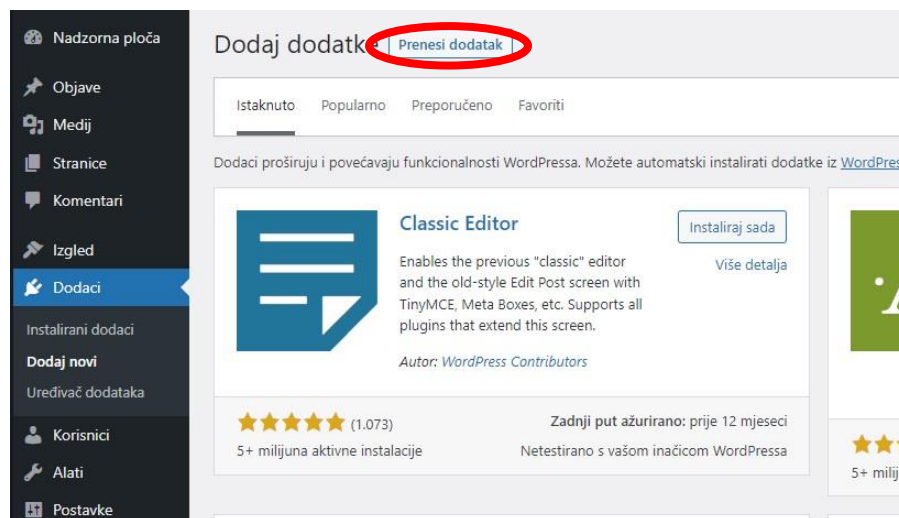 Nadzorna ploča
Objave
Medij
Stranice
Komentari
Izgled
Dodaci
Instalirani dodaci
Dodaj novi
Uređivač dodataka
Korisnici
Alati
Postavke
Dodaj dodatke Prenesi dodatak
Istaknuto Popularno Preporučeno Favoriti
Dodaci proširuju i povećavaju funkcionalnosti WordPressa. Možete automatski instalirati dodatke iz
Classic Editor
Instaliraj sada
Više detalja
Enables the previous "classic" editor
and the old-style Edit Post screen with
TinyMCE, Meta Boxes, etc. Supports all
plugins that extend this screen.
Autor: WordPress Contributors
(1.073)
5+ milijuna aktivne instalacije
Zadnji put ažurirano: prije 12 mjeseci
Netestirano s vašom inačicom WordPressa
5+